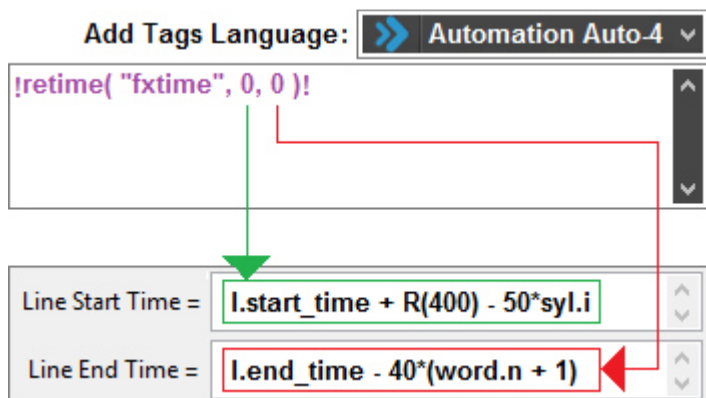 Add Tags Language: Automation Auto-4
!retime( "fxtime", 0, 0 )!
Line Start Time = l.start_time + R(400) - 50*syl.i
Line End Time = l.end_time - 40*(word.n + 1)